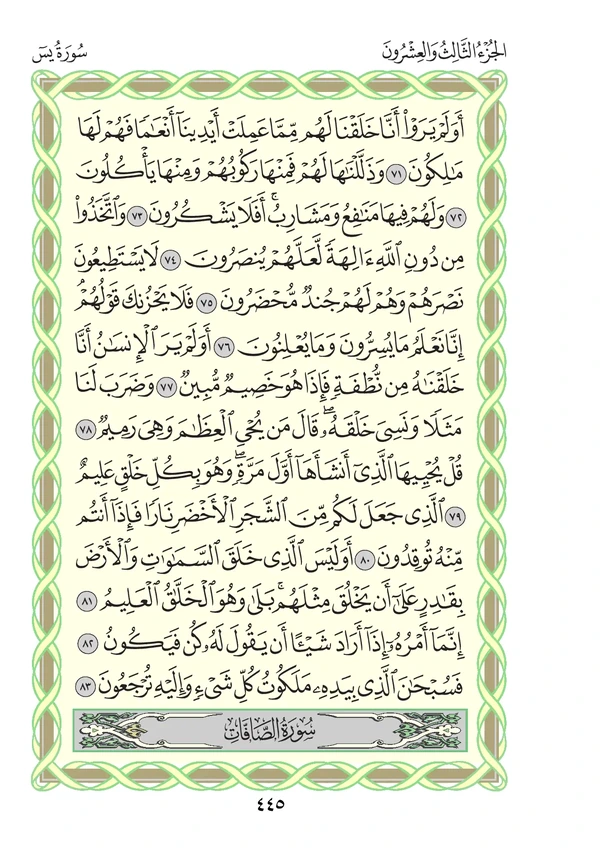 الجُزْءُ الثَّالِثُ وَالعِشْرُونَ
سُورَةُ يسٓ
أَوَلَمْ يَرَوْا۟ أَنَّا خَلَقْنَا لَهُم مِّمَّا عَمِلَتْ أَيْدِينَآ أَنْعَٰمًا فَهُمْ لَهَا
مَٰلِكُونَ ٧١ وَذَلَّلْنَٰهَا لَهُمْ فَمِنْهَا رَكُوبُهُمْ وَمِنْهَا يَأْكُلُونَ
٧٢ وَلَهُمْ فِيهَا مَنَٰفِعُ وَمَشَارِبُ ۚ أَفَلَا يَشْكُرُونَ ٧٣ وَٱتَّخَذُوا۟
مِن دُونِ ٱللَّهِ ءَالِهَةً لَّعَلَّهُمْ يُنصَرُونَ ٧٤ لَا يَسْتَطِيعُونَ
نَصْرَهُمْ وَهُمْ لَهُمْ جُندٌ مُّحْضَرُونَ ٧٥ فَلَا يَحْزُنكَ قَوْلُهُمْ ۘ
إِنَّا نَعْلَمُ مَا يُسِرُّونَ وَمَا يُعْلِنُونَ ٧٦ أَوَلَمْ يَرَ ٱلْإِنسَٰنُ أَنَّا
خَلَقْنَٰهُ مِن نُّطْفَةٍ فَإِذَا هُوَ خَصِيمٌ مُّبِينٌ ٧٧ وَضَرَبَ لَنَا
مَثَلًا وَنَسِىَ خَلْقَهُۥ ۖ قَالَ مَن يُحْىِ ٱلْعِظَٰمَ وَهِىَ رَمِيمٌ ٧٨
قُلْ يُحْيِيهَا ٱلَّذِىٓ أَنشَأَهَآ أَوَّلَ مَرَّةٍ ۖ وَهُوَ بِكُلِّ خَلْقٍ عَلِيمٌ
٧٩ ٱلَّذِى جَعَلَ لَكُم مِّنَ ٱلشَّجَرِ ٱلْأَخْضَرِ نَارًا فَإِذَآ أَنتُم
مِّنْهُ تُوقِدُونَ ٨٠ أَوَلَيْسَ ٱلَّذِى خَلَقَ ٱلسَّمَٰوَٰتِ وَٱلْأَرْضَ
بِقَٰدِرٍ عَلَىٰٓ أَن يَخْلُقَ مِثْلَهُم ۚ بَلَىٰ وَهُوَ ٱلْخَلَّٰقُ ٱلْعَلِيمُ ٨١
إِنَّمَآ أَمْرُهُۥٓ إِذَآ أَرَادَ شَيْـًٔا أَن يَقُولَ لَهُۥ كُن فَيَكُونُ ٨٢
فَسُبْحَٰنَ ٱلَّذِى بِيَدِهِۦ مَلَكُوتُ كُلِّ شَىْءٍ وَإِلَيْهِ تُرْجَعُونَ ٨٣
سُورَةُ الصَّافَّاتِ
٤٤٥